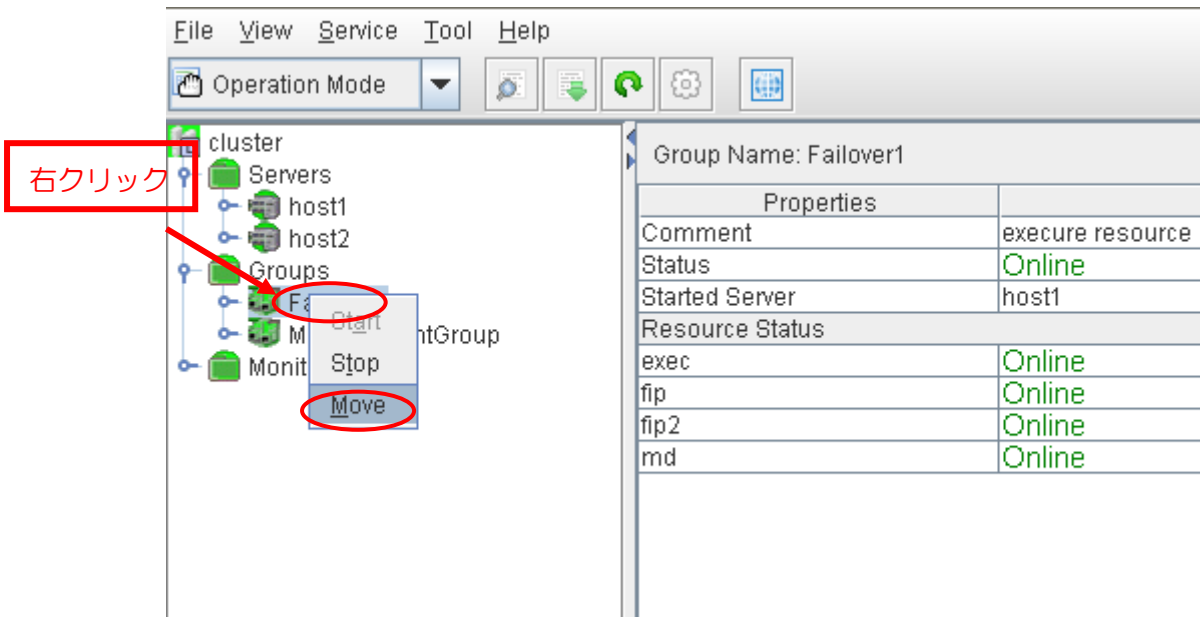 File View Service Tool Help
Operation Mode
cluster
Servers
host1
host2
Groups
Monit
右クリック
Start
Stop
Move
ntGroup
Group Name: Failover1
Properties
Comment execure resource
Status Online
Started Server host1
Resource Status
exec Online
fip Online
fip2 Online
md Online